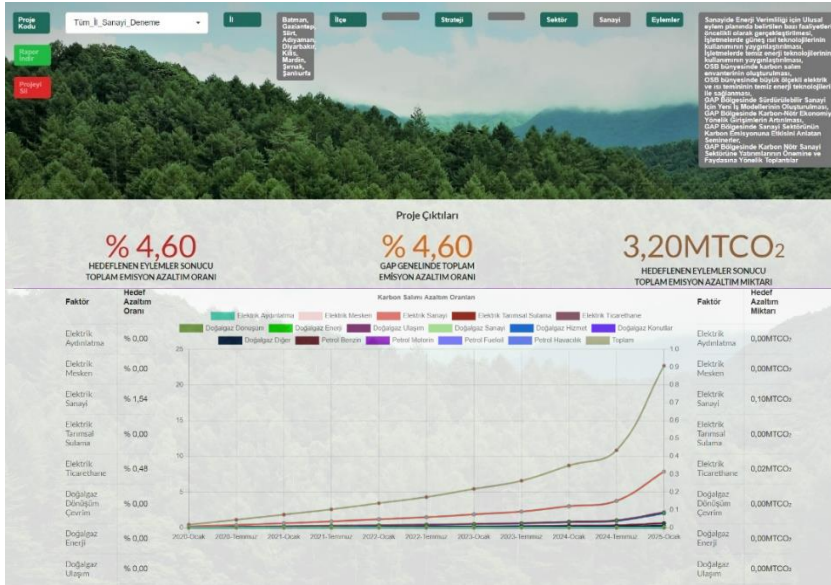 Proje
Kodu
Tüm_İl_Sanayi_Deneme
İl
Batman,
Gaziantep,
Siirt,
Adıyaman,
Diyarbakır,
Kilis,
Mardin,
Şırnak,
Şanlıurfa
İlçe
Strateji
Sektör
Sanayi
Eylemler
Sanayide Enerji Verimliliği için Ulusal
eylem planında belirtilen bazı faaliyetleri
öncelikli olarak gerçekleştirilmesi,
İşletmelerde güneş ısıl teknolojilerinin
kullanımının yaygınlaştırılması,
İşletmelerde temiz enerji teknolojilerinin
kullanımının yaygınlaştırılması,
OSB bünyesinde karbon salım
envanterinin oluşturulması,
OSB bünyesinde büyük ölçekli elektrik
ve ısı temininin temiz enerji teknolojileri
ile sağlanması,
GAP Bölgesinde Sürdürülebilir Sanayi
İçin Yeni İş Modellerinin Oluşturulması,
GAP Bölgesinde Karbon-Nötr Ekonomiye
Yönelik Girişimlerin Artırılması,
GAP Bölgesinde Sanayi Sektörünün
Karbon Emisyonuna Etkisini Anlatan
Seminerler,
GAP Bölgesinde Karbon Nötr Sanayi
Sektörüne Yatırımlarının Önemine ve
Faydasına Yönelik Toplantılar
Rapor
İndir
Projeyi
Sil
Proje Çıktıları
% 4,60
HEDEFLENEN EYLEMLER SONUCU
TOPLAM EMİSYON AZALTIM ORANI
% 4,60
GAP GENELİNDE TOPLAM
EMİSYON AZALTIM ORANI
3,20MTCO2
HEDEFLENEN EYLEMLER SONUCU
TOPLAM EMİSYON AZALTIM MİKTARI
Faktör
Hedef
Azaltım
Oranı
Elektrik
Aydınlatma
% 0,00
Elektrik
Mesken
% 0,00
Elektrik
Sanayi
% 1,54
Elektrik
Tarımsal
Sulama
% 0,00
Elektrik
Ticarethane
% 0,48
Doğalgaz
Dönüşüm
Çevrim
% 0,00
Doğalgaz
Enerji
% 0,00
Doğalgaz
Ulaşım
% 0,00
Karbon Salımı Azaltım Oranları
Elektrik Aydınlatma Elektrik Mesken Elektrik Sanayi Elektrik Tarımsal Sulama Elektrik Ticarethane
Doğalgaz Dönüşüm Doğalgaz Enerji Doğalgaz Ulaşım Doğalgaz Sanayi Doğalgaz Hizmet Doğalgaz Konutlar
Doğalgaz Diğer Petrol Benzin Petrol Motorin Petrol Fueloil Petrol Havacılık Toplam
25
20
15
10
5
0
1.0
0.9
0.8
0.7
0.6
0.5
0.4
0.3
0.2
0.1
0
2020-Ocak 2020-Temmuz 2021-Ocak 2021-Temmuz 2022-Ocak 2022-Temmuz 2023-Ocak 2023-Temmuz 2024-Ocak 2024-Temmuz 2025-Ocak
Faktör
Hedef
Azaltım
Miktarı
Elektrik
Aydınlatma
0,00MTCO2
Elektrik
Mesken
0,00MTCO2
Elektrik
Sanayi
0,10MTCO2
Elektrik
Tarımsal
Sulama
0,00MTCO2
Elektrik
Ticarethane
0,02MTCO2
Doğalgaz
Dönüşüm
Çevrim
0,00MTCO2
Doğalgaz
Enerji
0,00MTCO2
Doğalgaz
Ulaşım
0,00MTCO2